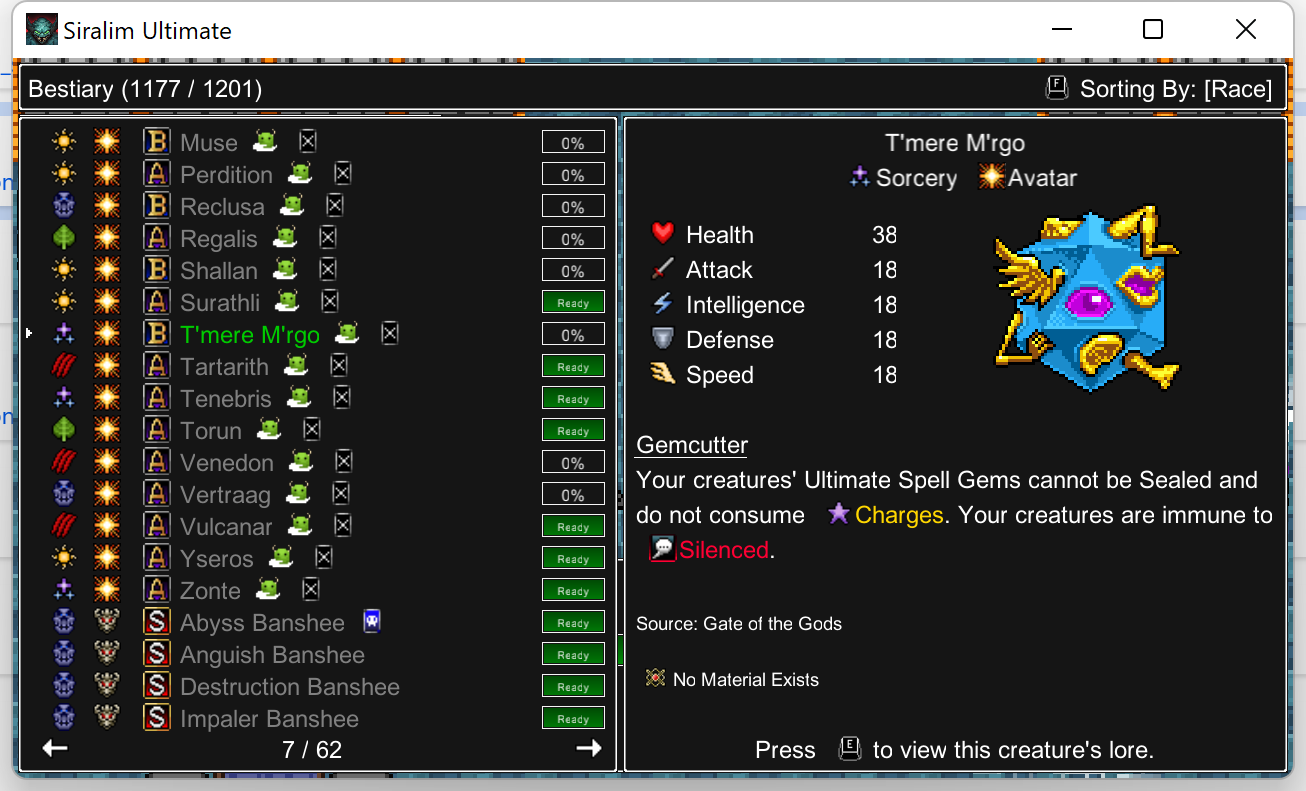 Siralim Ultimate
Bestiary (1177 / 1201)
F Sorting By: [Race]
B Muse 0%
A Perdition 0%
B Reclusa 0%
A Regalis 0%
B Shallan 0%
A Surathli Ready
B T'mere M'rgo 0%
A Tartarith Ready
A Tenebris Ready
A Torun Ready
A Venedon 0%
A Vertraag 0%
A Vulcanar Ready
A Yseros Ready
A Zonte Ready
S Abyss Banshee Ready
S Anguish Banshee Ready
S Destruction Banshee Ready
S Impaler Banshee Ready
7 / 62
T'mere M'rgo
Sorcery Avatar
Health 38
Attack 18
Intelligence 18
Defense 18
Speed 18
Gemcutter
Your creatures' Ultimate Spell Gems cannot be Sealed and
do not consume Charges. Your creatures are immune to
Silenced.
Source: Gate of the Gods
No Material Exists
Press E to view this creature's lore.